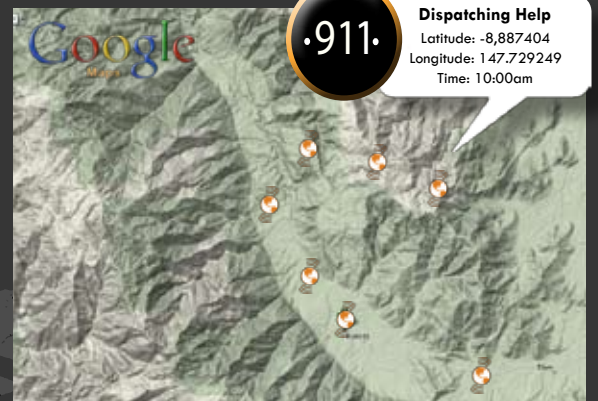 Google
Maps
·911·
Dispatching Help
Latitude: -8,887404
Longitude: 147.729249
Time: 10:00am